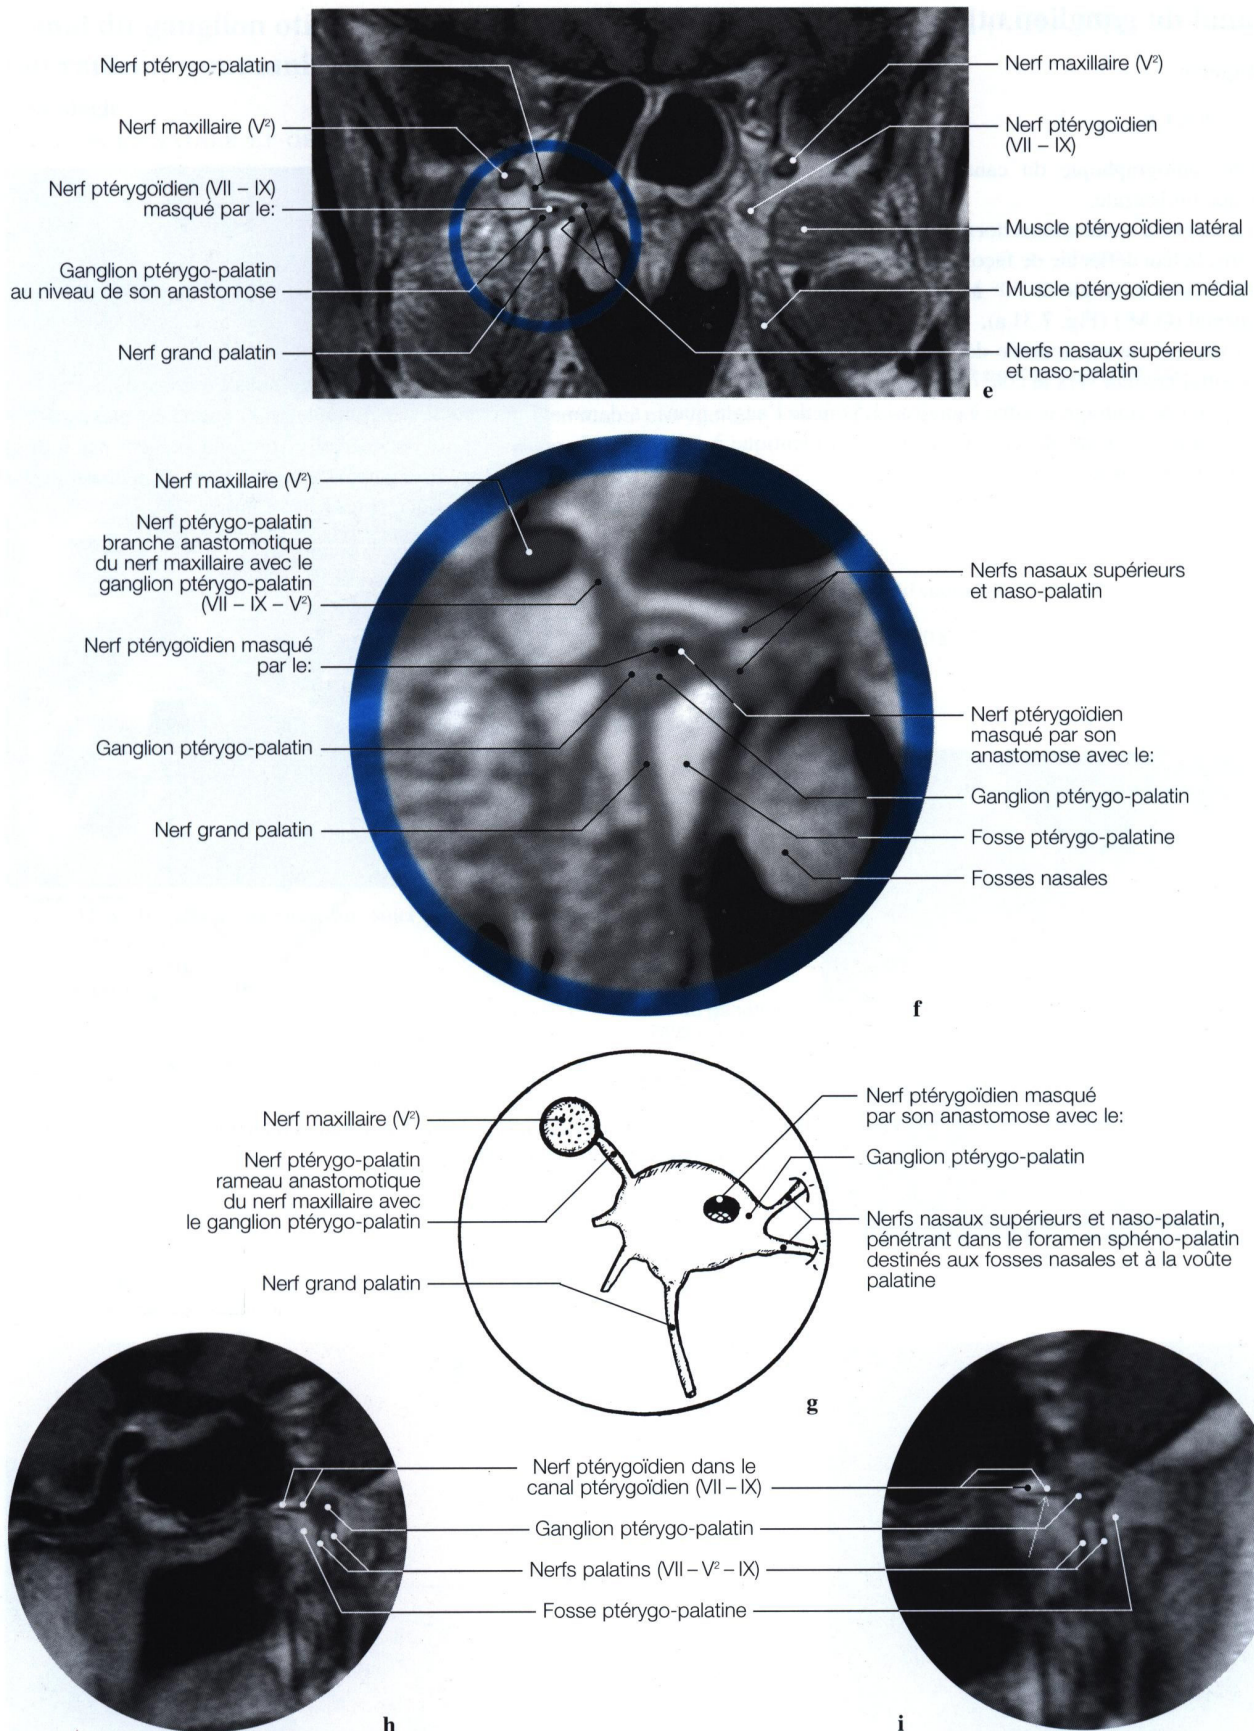 Nerf ptérygo-palatin
Nerf maxillaire (V²)
Nerf ptérygoïdien (VII – IX)
masqué par le:
Ganglion ptérygo-palatin
au niveau de son anastomose
Nerf grand palatin
Nerf maxillaire (V²)
Nerf ptérygoïdien
(VII – IX)
Muscle ptérygoïdien latéral
Muscle ptérygoïdien médial
Nerfs nasaux supérieurs
et naso-palatin
e
Nerf maxillaire (V²)
Nerf ptérygo-palatin
branche anastomotique
du nerf maxillaire avec le
ganglion ptérygo-palatin
(VII – IX – V²)
Nerf ptérygoïdien masqué
par le:
Ganglion ptérygo-palatin
Nerf grand palatin
Nerfs nasaux supérieurs
et naso-palatin
Nerf ptérygoïdien
masqué par son
anastomose avec le:
Ganglion ptérygo-palatin
Fosse ptérygo-palatine
Fosses nasales
f
Nerf maxillaire (V²)
Nerf ptérygo-palatin
rameau anastomotique
du nerf maxillaire avec
le ganglion ptérygo-palatin
Nerf grand palatin
Nerf ptérygoïdien masqué
par son anastomose avec le:
Ganglion ptérygo-palatin
Nerfs nasaux supérieurs et naso-palatin,
pénétrant dans le foramen sphéno-palatin
destinés aux fosses nasales et à la voûte
palatine
g
Nerf ptérygoïdien dans le
canal ptérygoïdien (VII – IX)
Ganglion ptérygo-palatin
Nerfs palatins (VII – V² – IX)
Fosse ptérygo-palatine
h
i